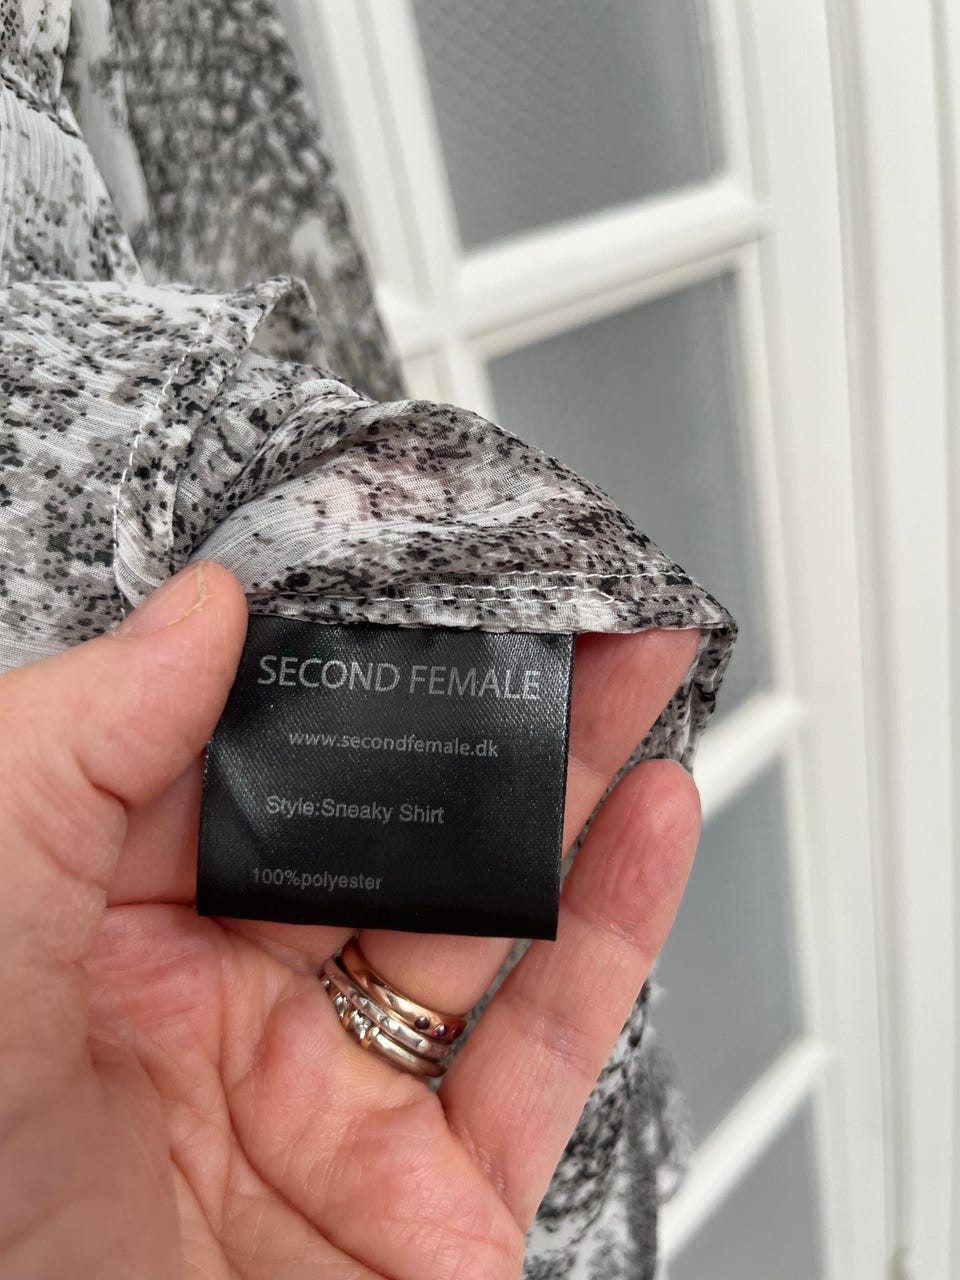 SECOND FEMALE
www.secondfemale.dk
Style:Sneaky Shirt
100%polyester